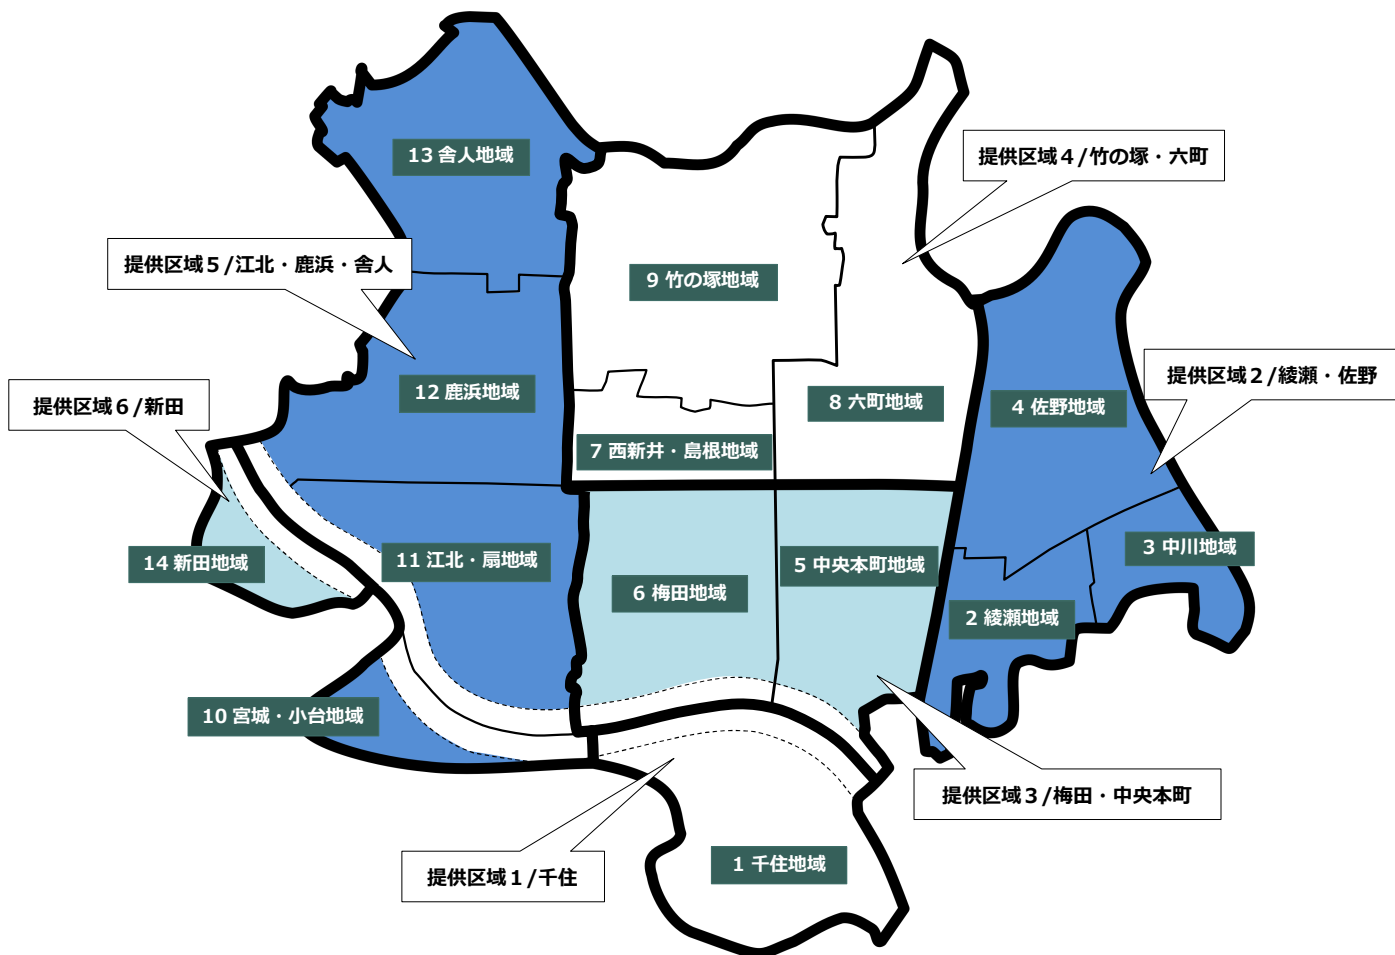 13 舎人地域
提供区域４/竹の塚・六町
提供区域５/江北・鹿浜・舎人
9 竹の塚地域
提供区域２/綾瀬・佐野
12 鹿浜地域
8 六町地域
4 佐野地域
提供区域６/新田
7 西新井・島根地域
3 中川地域
14 新田地域
11 江北・扇地域
5 中央本町地域
6 梅田地域
2 綾瀬地域
10 宮城・小台地域
提供区域３/梅田・中央本町
1 千住地域
提供区域１/千住